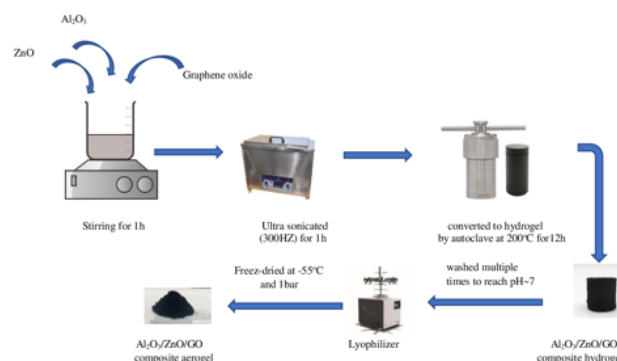 Al₂O₃
ZnO
Graphene oxide
Stirring for 1h
Ultra sonicated
(300HZ) for 1h
converted to hydrogel
by autoclave at 200°C for12h
Freez-dried at -55°C
and 1bar
washed multiple
times to reach pH~7
Al₂O₃/ZnO/GO
composite aerogel
Lyophilizer
Al₂O₃/ZnO/GO
composite hydrogel